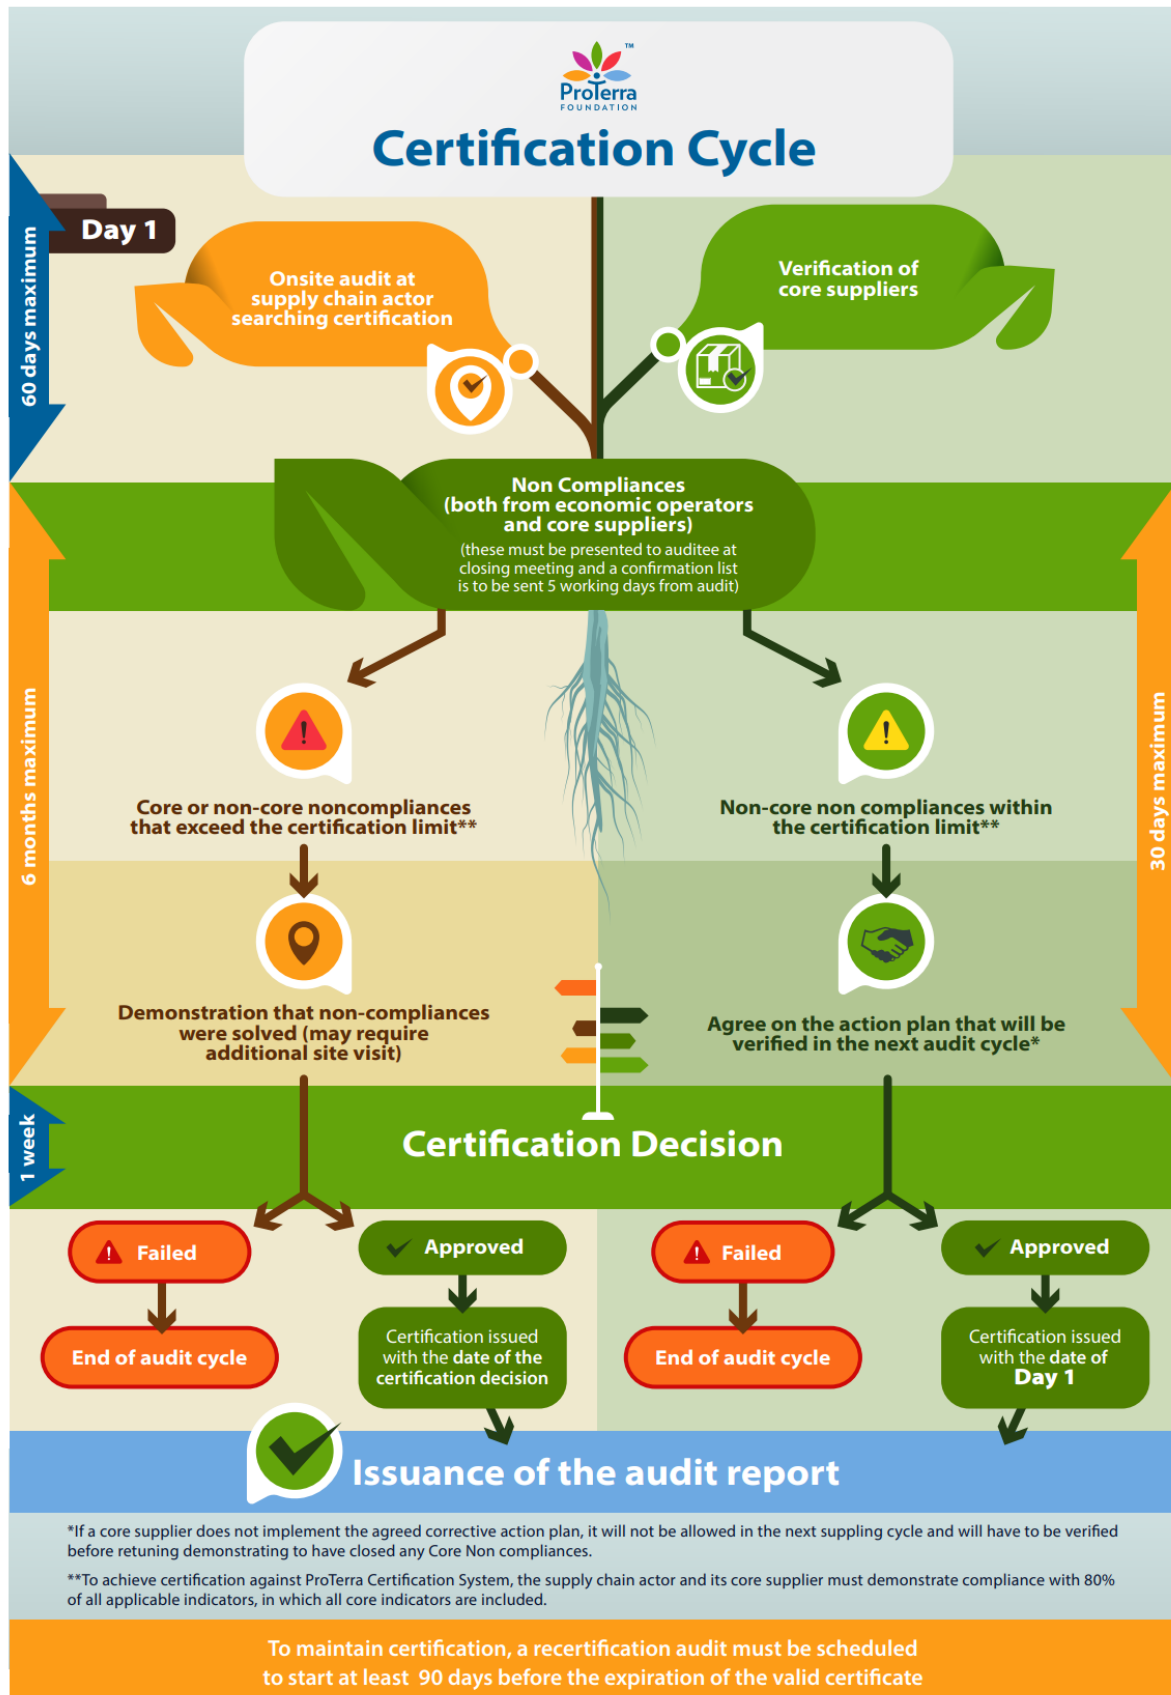 ProTerra
TM
FOUNDATION
Certification Cycle
60 days maximum
Day 1
Onsite audit at
supply chain actor
searching certification
Verification of
core suppliers
Non Compliances
(both from economic operators
and core suppliers)
(these must be presented to auditee at
closing meeting and a confirmation list
is to be sent 5 working days from audit)
6 months maximum
30 days maximum
Core or non-core noncompliances
that exceed the certification limit**
Non-core non compliances within
the certification limit**
Demonstration that non-compliances
were solved (may require
additional site visit)
Agree on the action plan that will be
verified in the next audit cycle*
1 week
Certification Decision
Failed
Approved
Failed
Approved
End of audit cycle
Certification issued
with the date of the
certification decision
End of audit cycle
Certification issued
with the date of
Day 1
Issuance of the audit report
*If a core supplier does not implement the agreed corrective action plan, it will not be allowed in the next suppling cycle and will have to be verified
before retuning demonstrating to have closed any Core Non compliances.
**To achieve certification against ProTerra Certification System, the supply chain actor and its core supplier must demonstrate compliance with 80%
of all applicable indicators, in which all core indicators are included.
To maintain certification, a recertification audit must be scheduled
to start at least 90 days before the expiration of the valid certificate